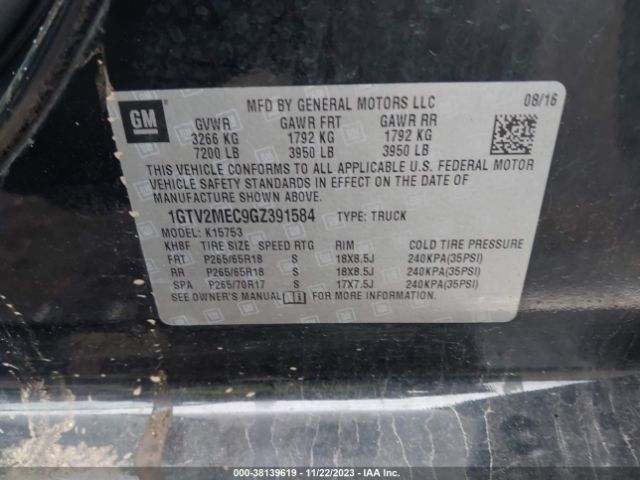 GM
MFD BY GENERAL MOTORS LLC 08/16
GVWR GAWR FRT GAWR RR
3266 KG 1792 KG 1792 KG
7200 LB 3950 LB 3950 LB
THIS VEHICLE CONFORMS TO ALL APPLICABLE U.S. FEDERAL MOTOR
VEHICLE SAFETY STANDARDS IN EFFECT ON THE DATE OF
MANUFACTURE SHOWN ABOVE.
1GTV2MEC9GZ391584 TYPE: TRUCK
MODEL: K15753
KH8F TIRE SIZE SPEED RTG RIM COLD TIRE PRESSURE
FRT P265/65R18 S 18X8.5J 240KPA(35PSI)
RR P265/65R18 S 18X8.5J 240KPA(35PSI)
SPA P265/70R17 S 17X7.5J 240KPA(35PSI)
SEE OWNER'S MANUAL FOR MORE INFORMATION.
000-38139619 - 11/22/2023 - IAA Inc.